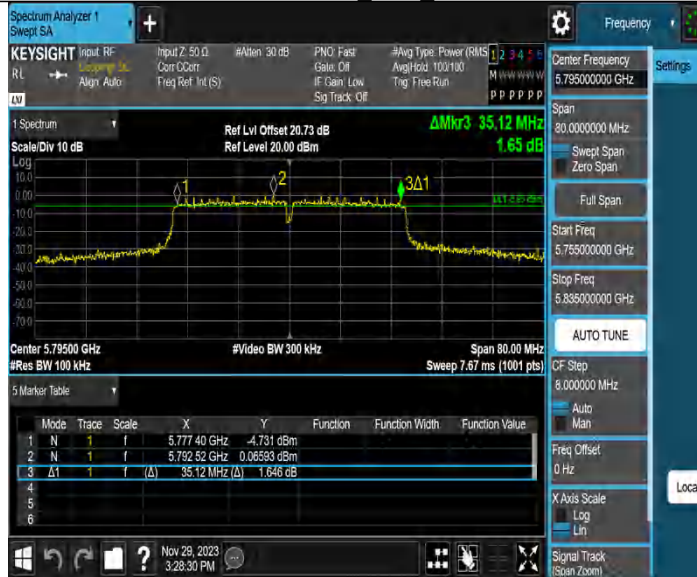 Spectrum Analyzer 1
Swept SA
Frequency
KEYSIGHT Input: RF
Input Z: 50 Ω
#Atten: 30 dB
PNO: Fast
#Avg Type: Power (RMS
1 2 3 4 5 6
RL
Align: Auto
Corr CCorr
Freq Ref: Int (S)
Gate: Off
IF Gain: Low
Sig Track: Off
Avg|Hold: 100/100
Trig: Free Run
M W W W W W
P P P P P P
LXI
1 Spectrum
Scale/Div 10 dB
Ref Lvl Offset 20.73 dB
Ref Level 20.00 dBm
ΔMkr3 35.12 MHz
1.65 dB
Log
10.0
0.00
-10.0
-20.0
-30.0
-40.0
-50.0
-60.0
-70.0
1
2
3Δ1
Center 5.79500 GHz
#Res BW 100 kHz
#Video BW 300 kHz
Span 80.00 MHz
Sweep 7.67 ms (1001 pts)
5 Marker Table
Mode Trace Scale X Y Function Function Width Function Value
1 N 1 f 5.777 40 GHz -4.731 dBm
2 N 1 f 5.792 52 GHz 0.06593 dBm
3 Δ1 1 f (Δ) 35.12 MHz (Δ) 1.646 dB
4
5
6
Nov 29, 2023
3:28:30 PM
Center Frequency
5.795000000 GHz
Settings
Span
80.0000000 MHz
Swept Span
Zero Span
Full Span
Start Freq
5.755000000 GHz
Stop Freq
5.835000000 GHz
AUTO TUNE
CF Step
8.000000 MHz
Auto
Man
Freq Offset
0 Hz
X Axis Scale
Log
Lin
Signal Track
(Span Zoom)
Loca